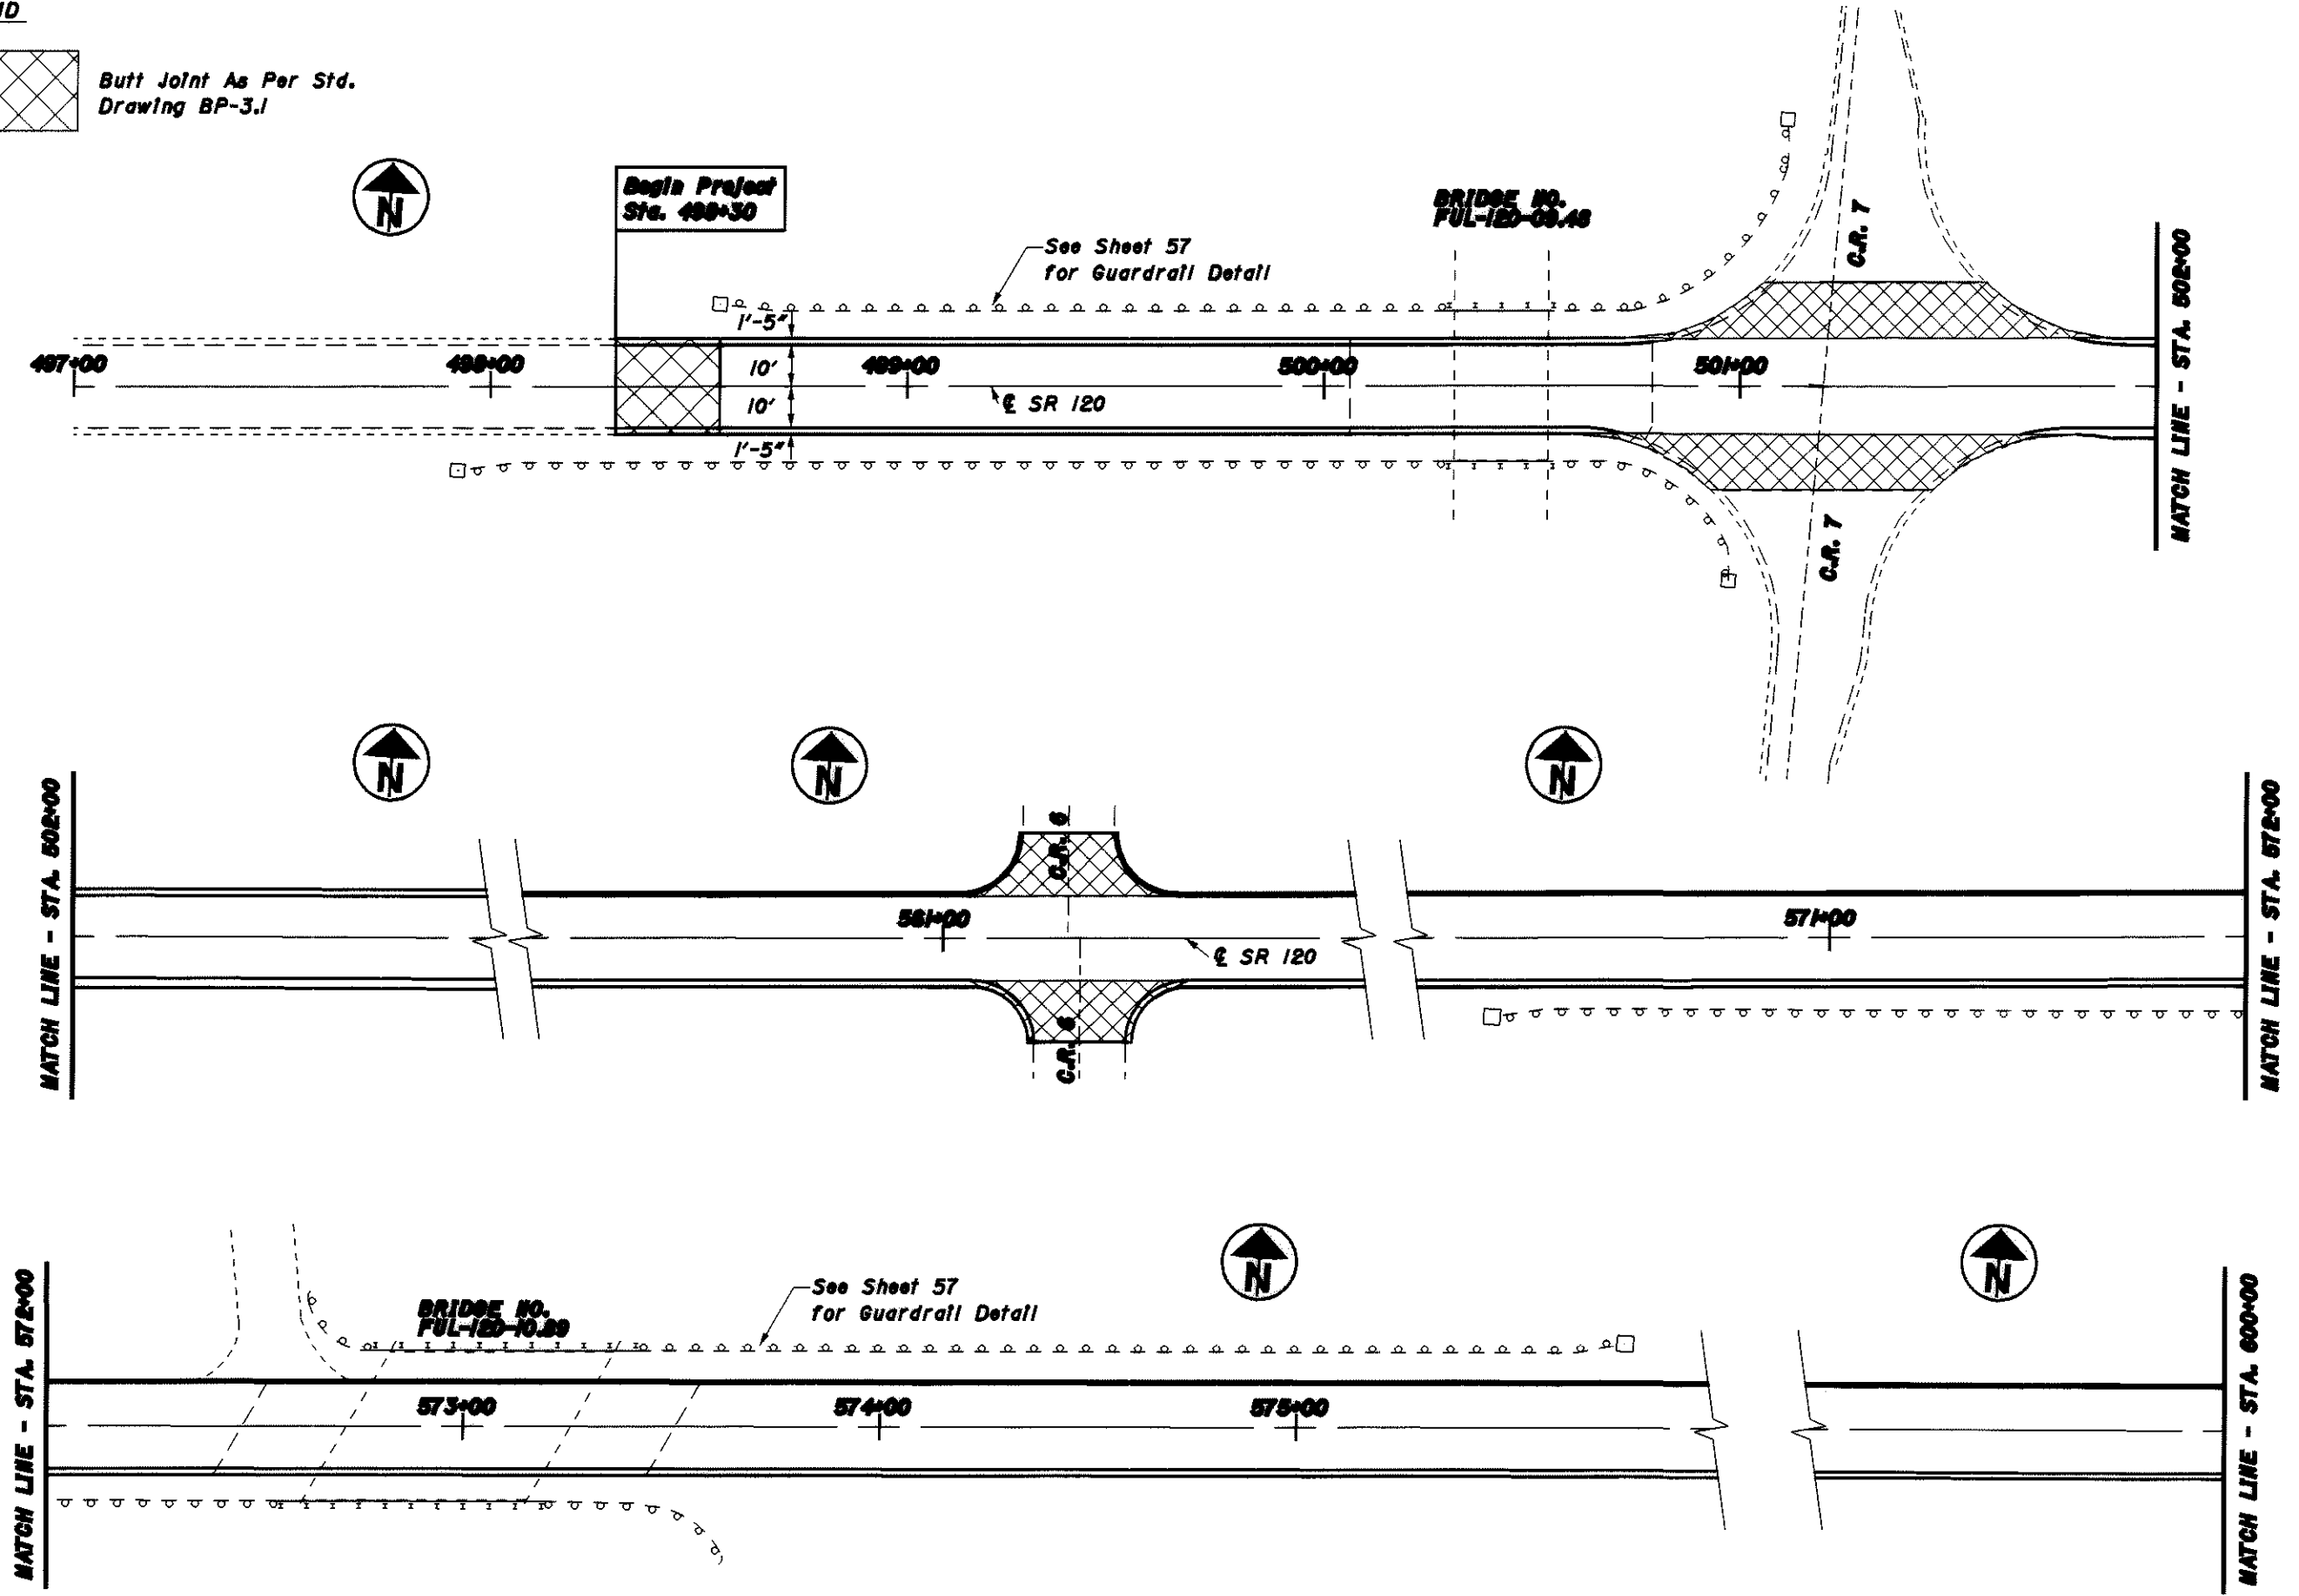 Butt Joint As Per Std.
Drawing BP-3.1
N
Begin Project
Sta. 498+30
BRIDGE NO.
FUL-120-09.48
See Sheet 57
for Guardrail Detail
C.R. 7
MATCH LINE - STA. 502+00
1'-5"
497+00
498+00
499+00
500+00
501+00
10'
10'
℄ SR 120
1'-5"
C.R. 7
N
N
N
MATCH LINE - STA. 502+00
C.R. 6
561+00
571+00
℄ SR 120
C.R. 6
MATCH LINE - STA. 572+00
N
N
MATCH LINE - STA. 572+00
BRIDGE NO.
FUL-120-10.89
See Sheet 57
for Guardrail Detail
573+00
574+00
575+00
MATCH LINE - STA. 600+00